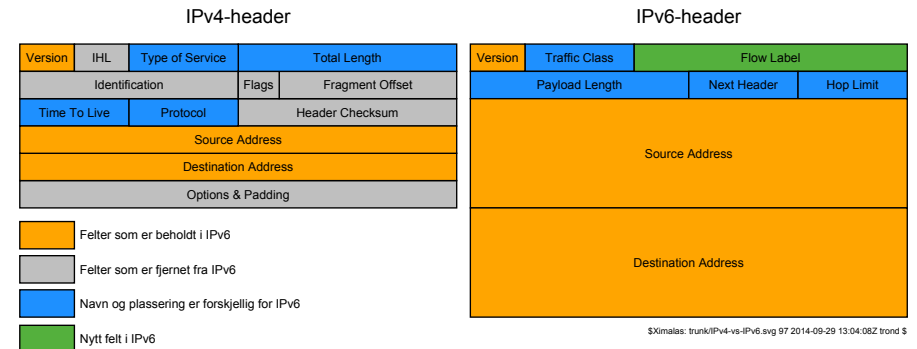 IPv4-header
Version IHL Type of Service Total Length
Identification Flags Fragment Offset
Time To Live Protocol Header Checksum
Source Address
Destination Address
Options & Padding
Felter som er beholdt i IPv6
Felter som er fjernet fra IPv6
Navn og plassering er forskjellig for IPv6
Nytt felt i IPv6
IPv6-header
Version Traffic Class Flow Label
Payload Length Next Header Hop Limit
Source Address
Destination Address
$Ximalas: trunk/IPv4-vs-IPv6.svg 97 2014-09-29 13:04:08Z trond $